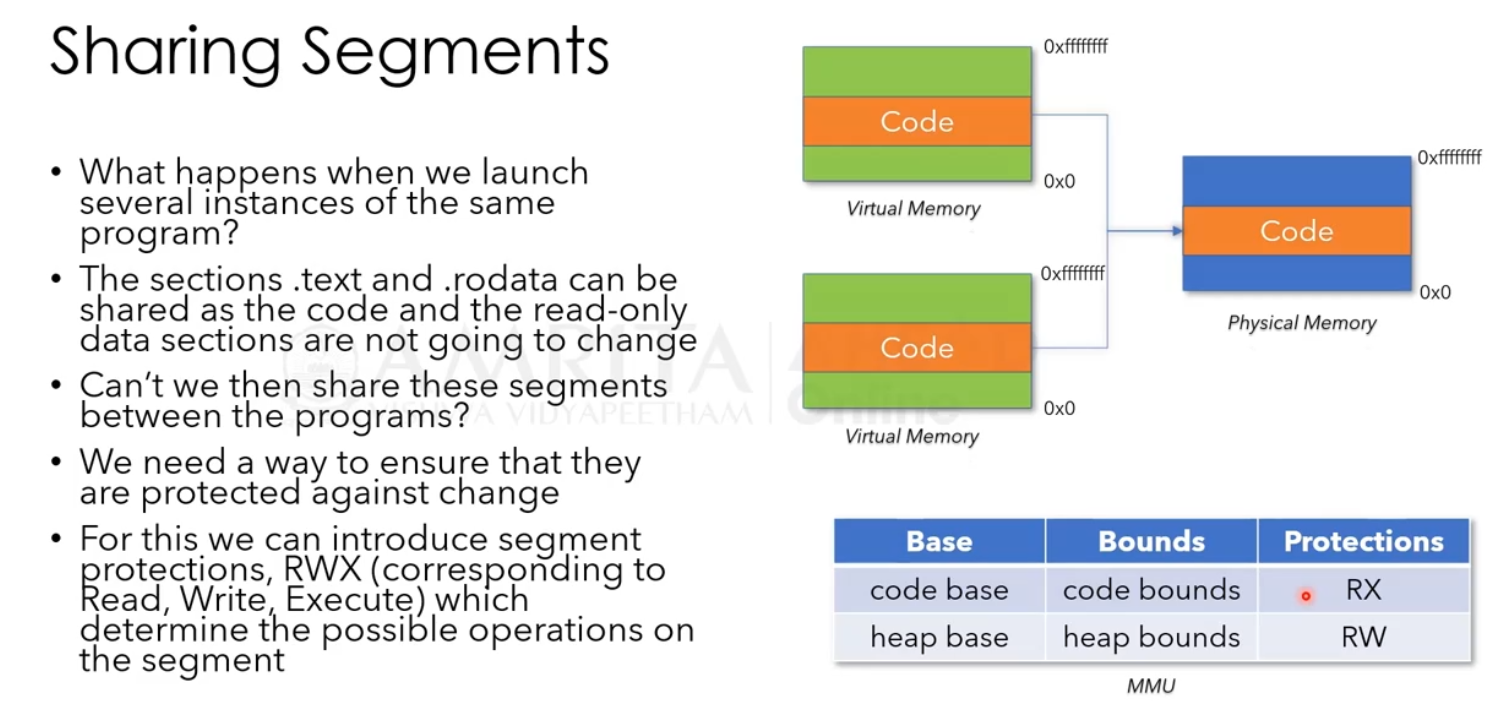 Sharing Segments
• What happens when we launch
several instances of the same
program?
• The sections .text and .rodata can be
shared as the code and the read-only
data sections are not going to change
• Can't we then share these segments
between the programs?
• We need a way to ensure that they
are protected against change
• For this we can introduce segment
protections, RWX (corresponding to
Read, Write, Execute) which
determine the possible operations on
the segment
0xffffffff
Code
0x0
Virtual Memory
0xffffffff
Code
0x0
Virtual Memory
0xffffffff
Code
0x0
Physical Memory
Base Bounds Protections
code base code bounds RX
heap base heap bounds RW
MMU
AMRITA
VISHWA VIDYAPEETHAM
Online